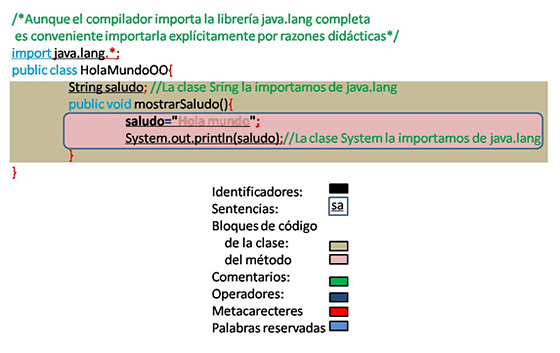 /*Aunque el compilador importa la librería java.lang completa
es conveniente importarla explícitamente por razones didácticas*/
import java.lang.*;
public class HolaMundoOO{
String saludo; //La clase Sring la importamos de java.lang
public void mostrarSaludo(){
saludo="Hola mundo";
System.out.println(saludo);//La clase System la importamos de java.lang
}
}
Identificadores:
Sentencias: sa
Bloques de código
de la clase:
del método
Comentarios:
Operadores:
Metacarecteres
Palabras reservadas